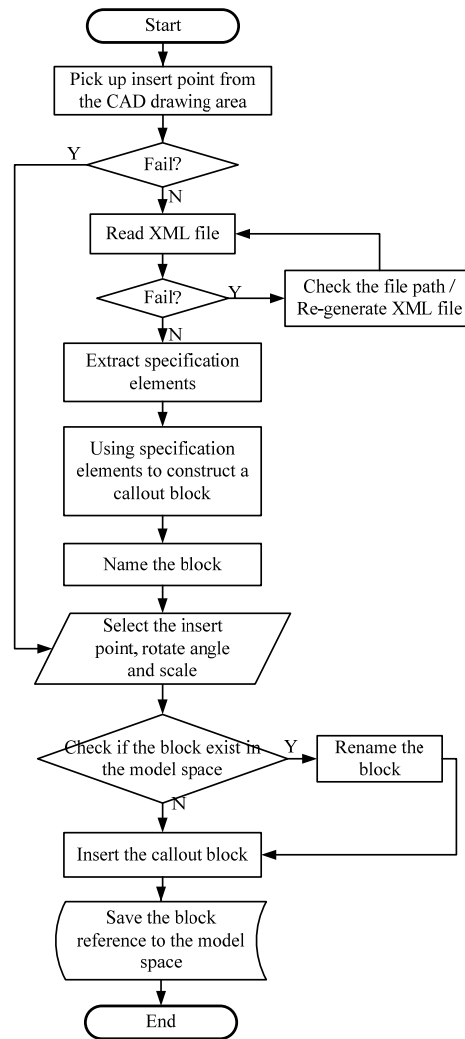 Start
Pick up insert point from
the CAD drawing area
Y
Fail?
N
Read XML file
Fail?
Y
Check the file path /
Re-generate XML file
N
Extract specification
elements
Using specification
elements to construct a
callout block
Name the block
Select the insert
point, rotate angle
and scale
Check if the block exist in
the model space
Y
Rename the
block
N
Insert the callout block
Save the block
reference to the model
space
End